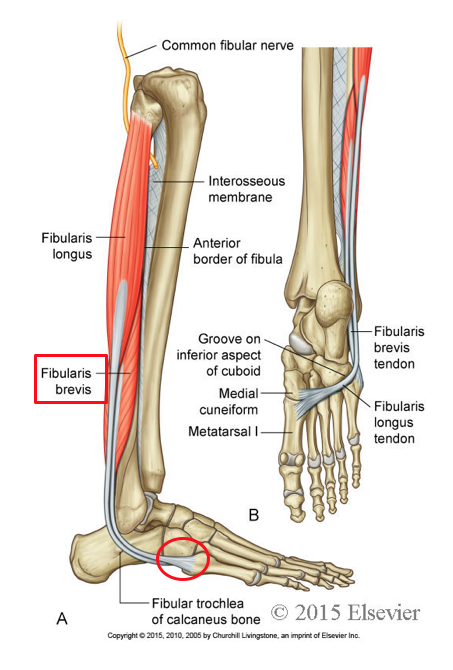 Common fibular nerve
Interosseous
membrane
Fibularis
longus
Anterior
border of fibula
Groove on
inferior aspect
of cuboid
Fibularis
brevis
tendon
Fibularis
brevis
Medial
cuneiform
Fibularis
longus
tendon
Metatarsal I
B
Fibular trochlea
of calcaneus bone
A
© 2015 Elsevier
Copyright © 2015, 2010, 2005 by Churchill Livingstone, an imprint of Elsevier Inc.